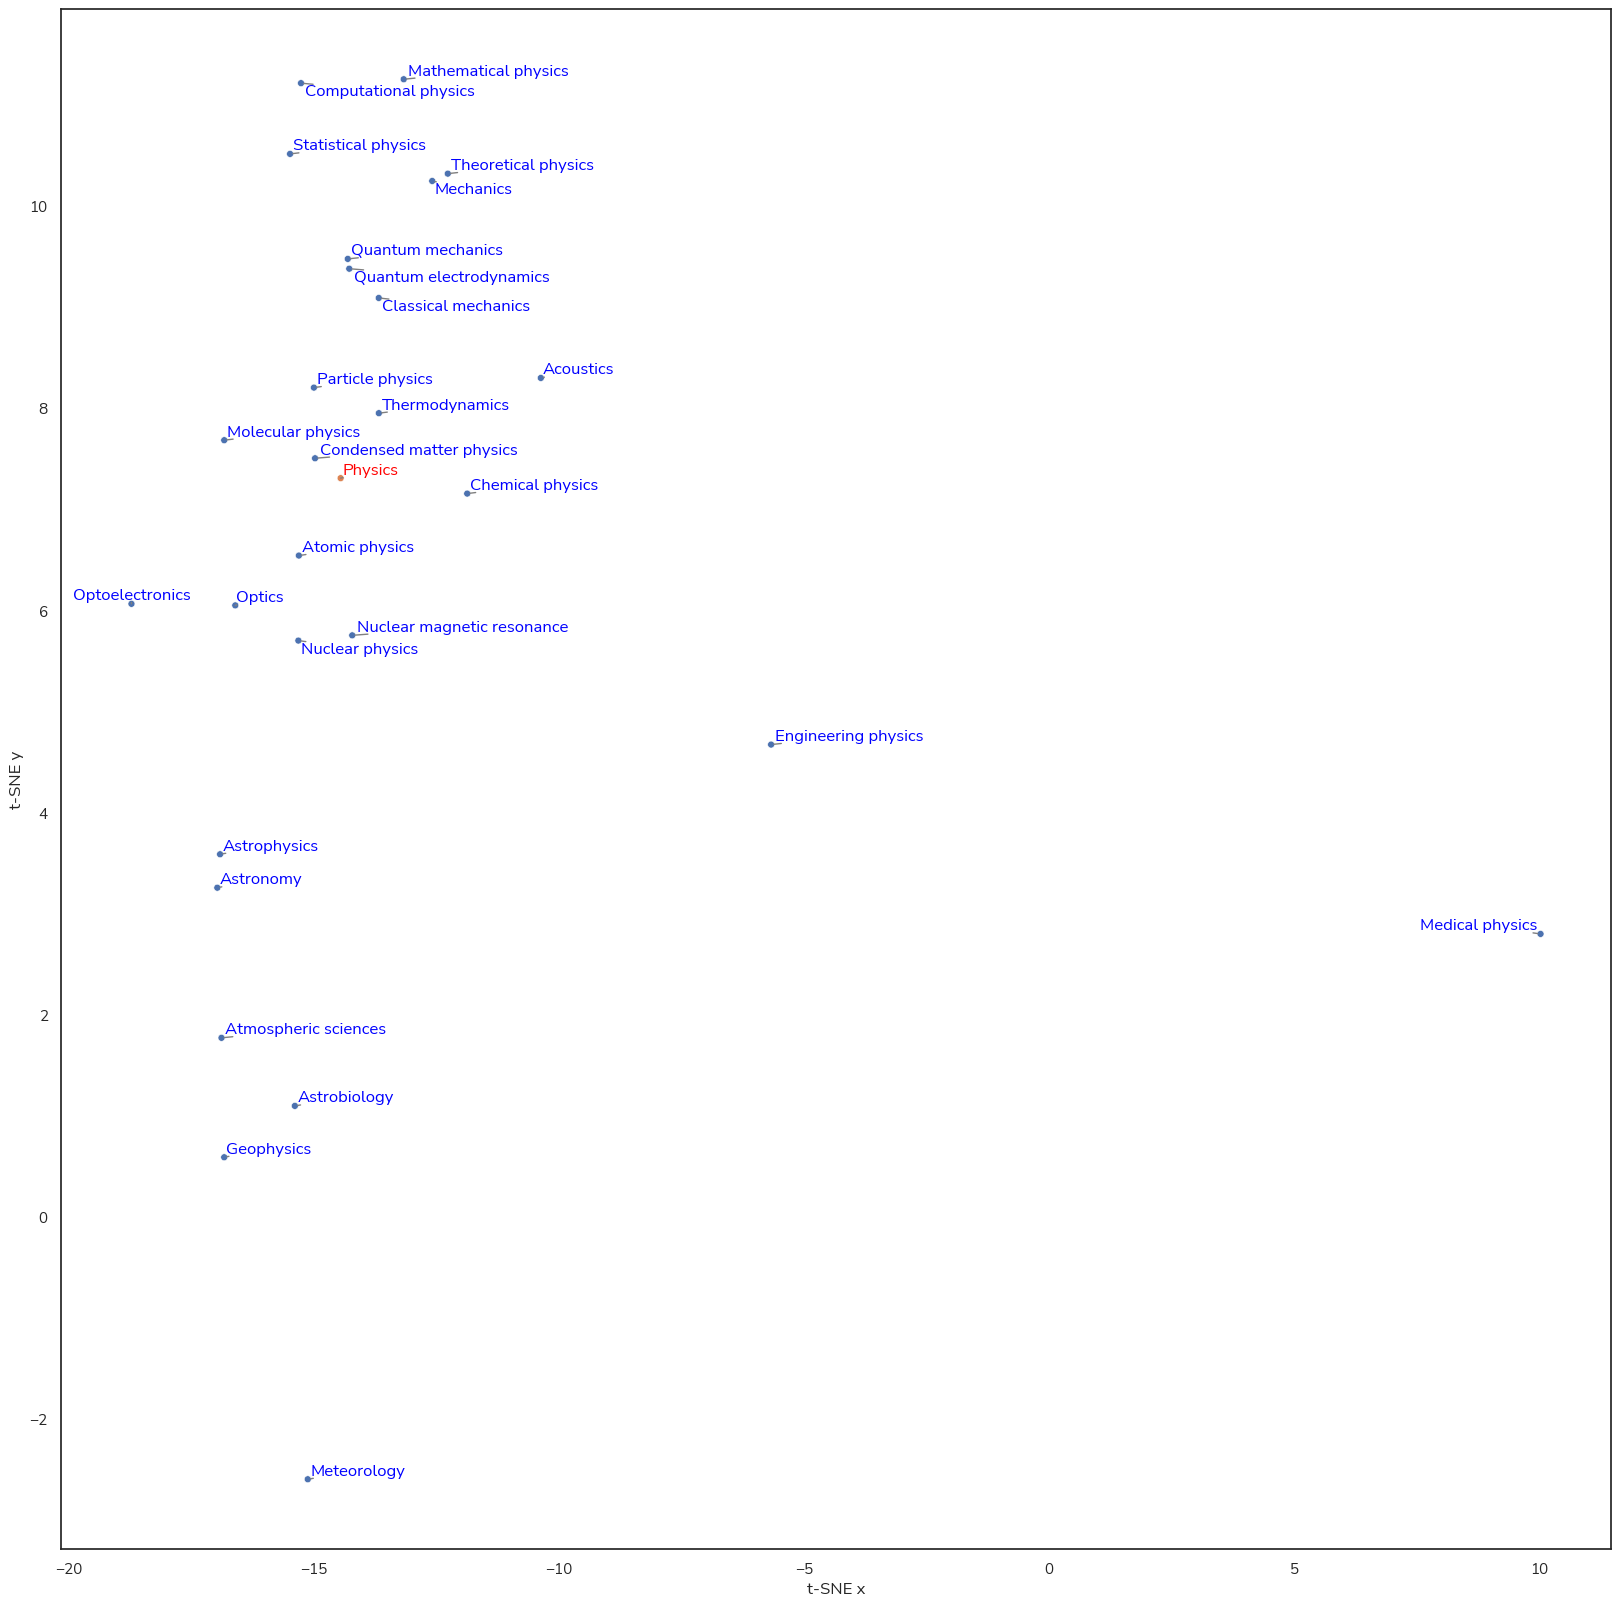 Mathematical physics
Computational physics
Statistical physics
Theoretical physics
Mechanics
Quantum mechanics
Quantum electrodynamics
Classical mechanics
Acoustics
Particle physics
Thermodynamics
Molecular physics
Condensed matter physics
Physics
Chemical physics
Atomic physics
Optoelectronics
Optics
Nuclear magnetic resonance
Nuclear physics
Engineering physics
Astrophysics
Astronomy
Medical physics
Atmospheric sciences
Astrobiology
Geophysics
Meteorology
10
8
6
4
2
0
−2
t-SNE y
−20 −15 −10 −5 0 5 10
t-SNE x